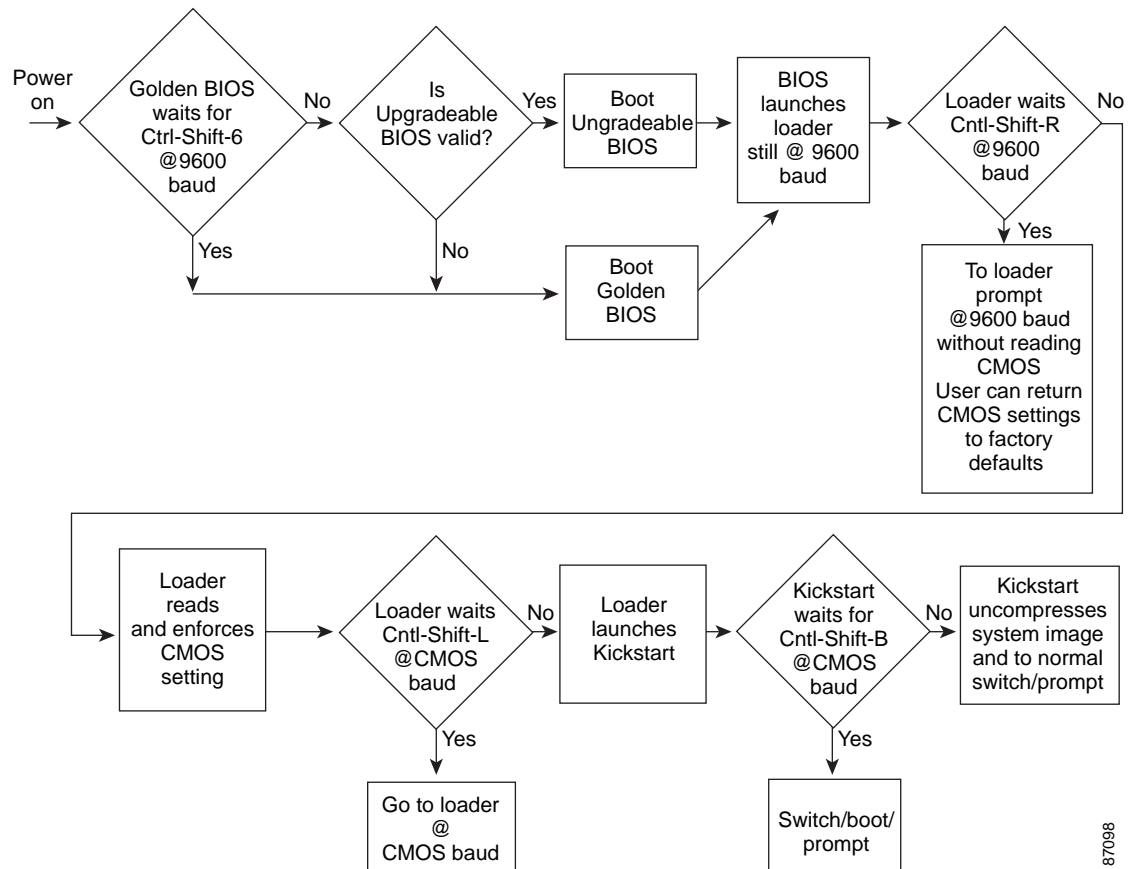 Power
on
Golden BIOS
waits for
Ctrl-Shift-6
@9600
baud
No
Yes
Is
Upgradeable
BIOS valid?
Yes
No
Boot
Ungradeable
BIOS
Boot
Golden
BIOS
BIOS
launches
loader
still @ 9600
baud
Loader waits
Cntl-Shift-R
@9600
baud
No
Yes
To loader
prompt
@9600 baud
without reading
CMOS
User can return
CMOS settings
to factory
defaults
Loader
reads
and enforces
CMOS
setting
Loader waits
Cntl-Shift-L
@CMOS
baud
No
Yes
Go to loader
@
CMOS baud
Loader
launches
Kickstart
Kickstart
waits for
Cntl-Shift-B
@CMOS
baud
No
Yes
Switch/boot/
prompt
Kickstart
uncompresses
system image
and to normal
switch/prompt
87098